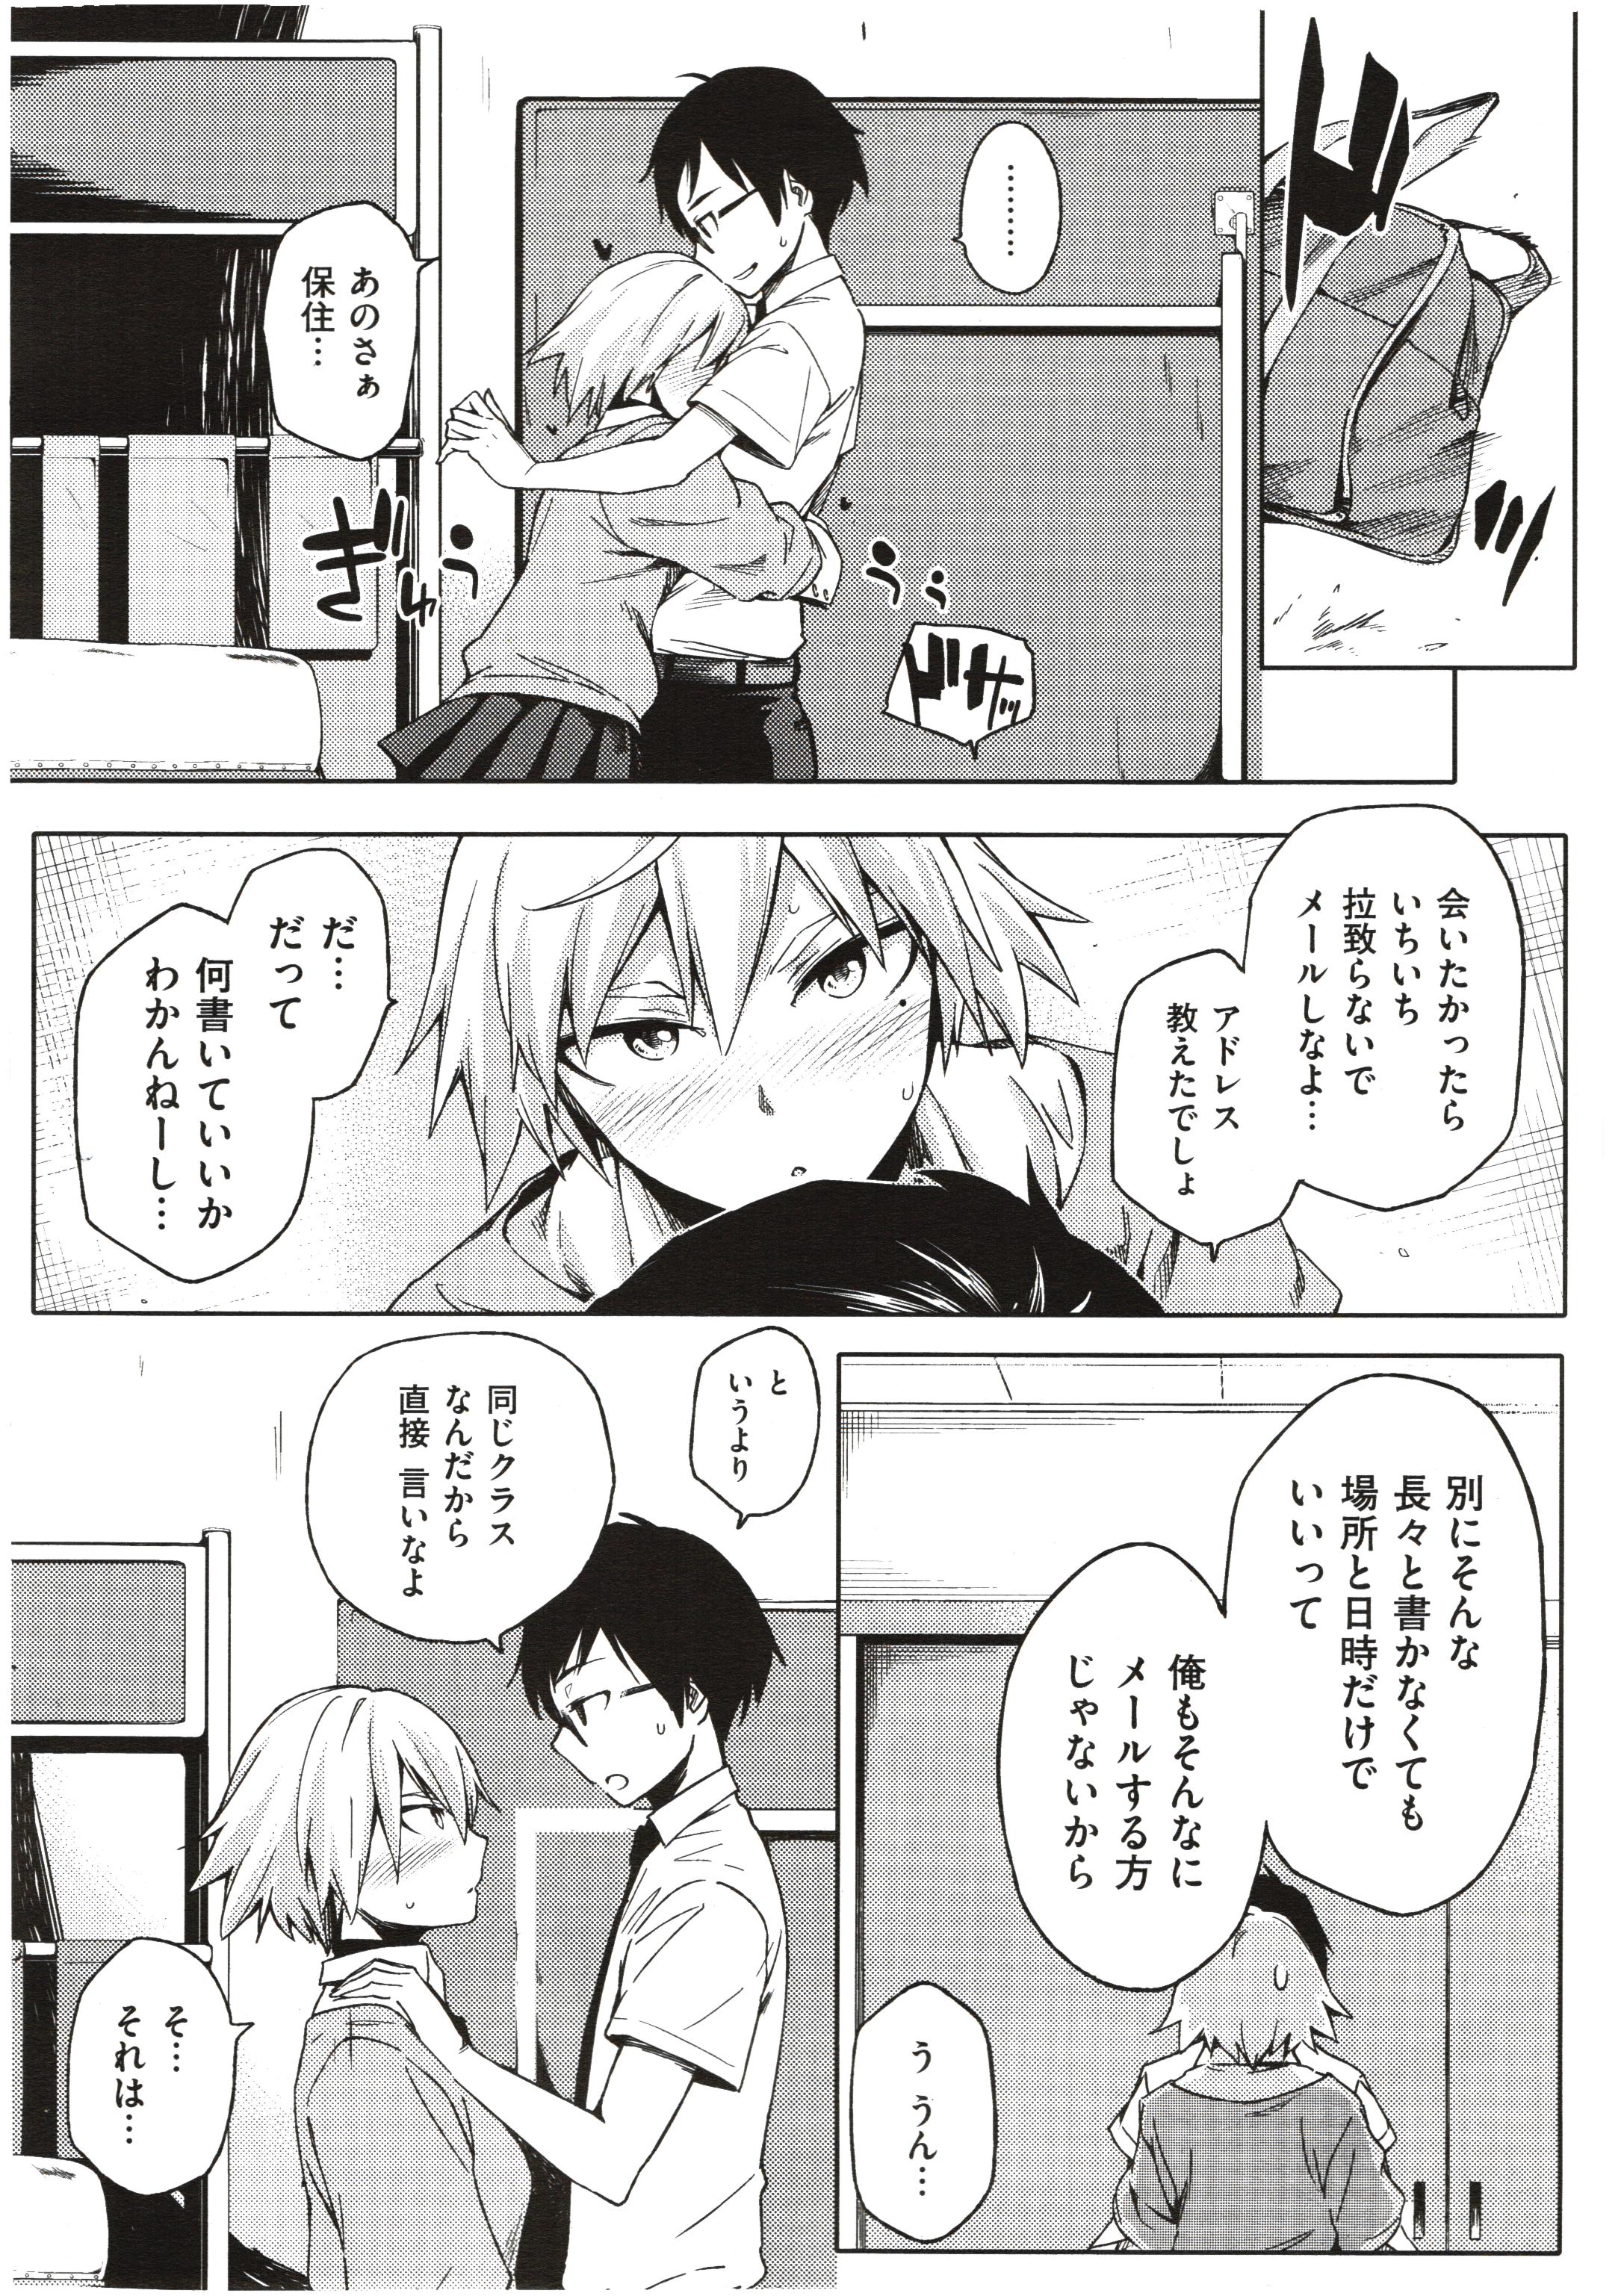 ドサッ
………
ドサッ
ぎゅうぅ
あのさぁ
保住…
会いたかったら
いちいち
拉致らないで
メールしなよ…
アドレス
教えたでしょ
だ…
だって
何書いていいか
わかんねーし…
別にそんな
長々と書かなくても
場所と日時だけで
いいって
俺もそんなに
メールする方
じゃないから
う うん…
と
いうより
同じクラス
なんだから
直接 言いなよ
そ…
それは…